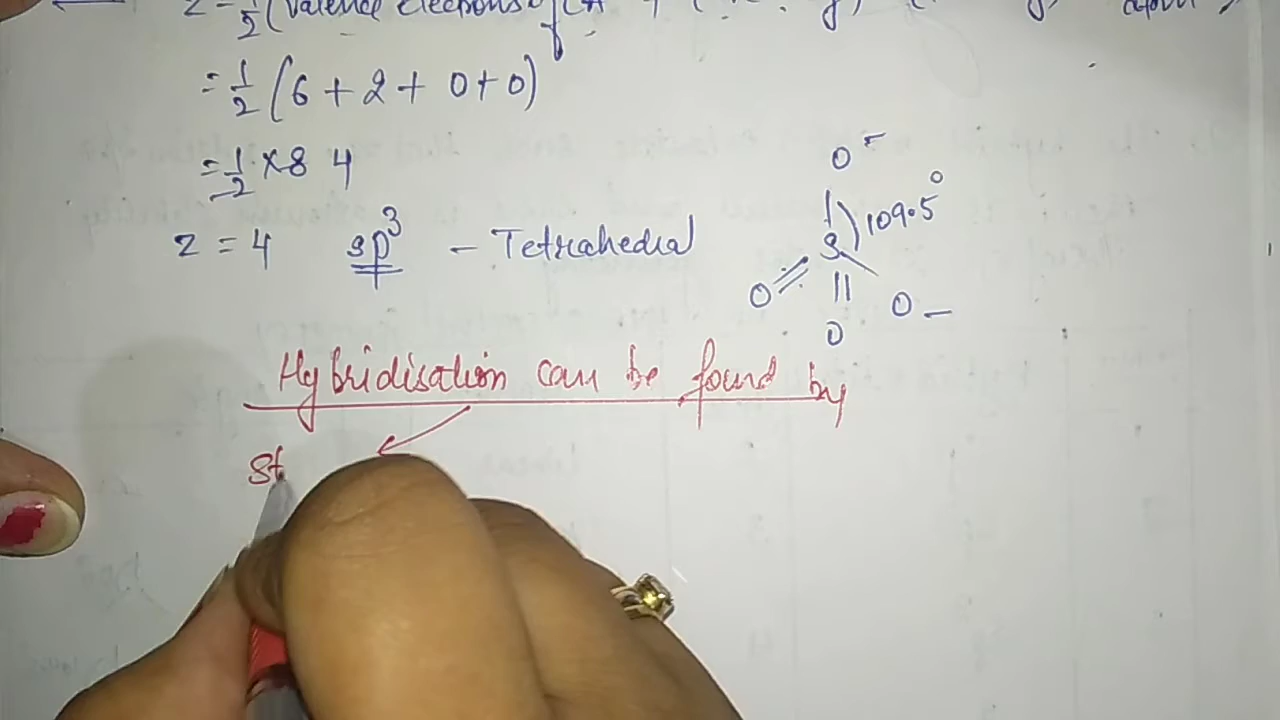 = 1/2 (6 + 2 + 0 + 0)
= 1/2 × 8 4
z = 4 sp³ – Tetrahedral
O⁻
109.5°
S
O
O –
O
Hybridisation can be found by
St